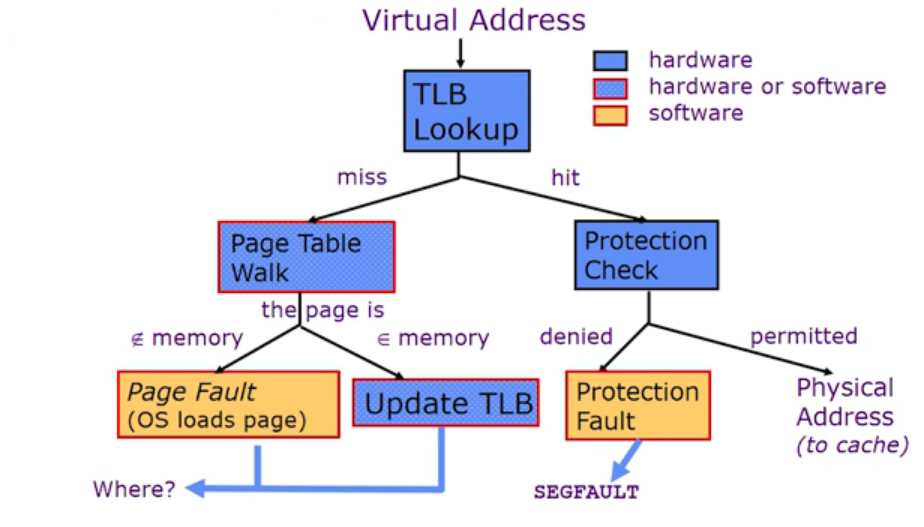 Virtual Address
hardware
hardware or software
software
TLB
Lookup
miss
hit
Page Table
Walk
Protection
Check
the page is
∉ memory
∈ memory
denied
permitted
Page Fault
(OS loads page)
Update TLB
Protection
Fault
Physical
Address
(to cache)
Where?
SEGFAULT